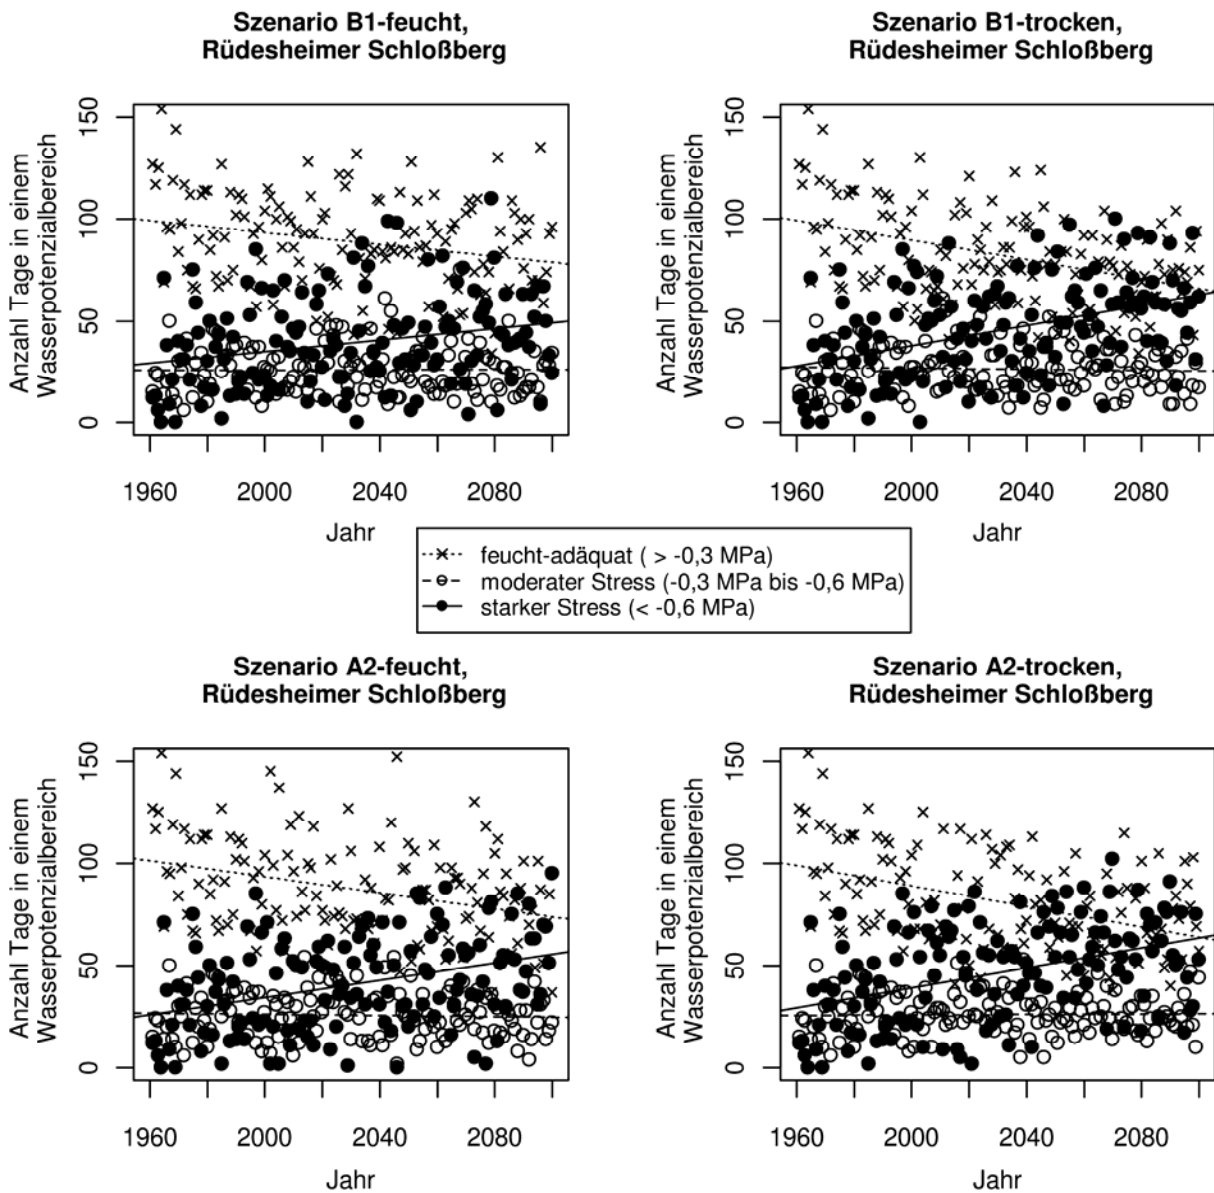 Szenario B1-feucht,
Rüdesheimer Schloßberg
Anzahl Tage in einem
Wasserpotenzialbereich
150
100
50
0
1960
2000
2040
2080
Jahr
Szenario B1-trocken,
Rüdesheimer Schloßberg
Anzahl Tage in einem
Wasserpotenzialbereich
150
100
50
0
1960
2000
2040
2080
Jahr
feucht-adäquat ( > -0,3 MPa)
moderater Stress (-0,3 MPa bis -0,6 MPa)
starker Stress (< -0,6 MPa)
Szenario A2-feucht,
Rüdesheimer Schloßberg
Anzahl Tage in einem
Wasserpotenzialbereich
150
100
50
0
1960
2000
2040
2080
Jahr
Szenario A2-trocken,
Rüdesheimer Schloßberg
Anzahl Tage in einem
Wasserpotenzialbereich
150
100
50
0
1960
2000
2040
2080
Jahr